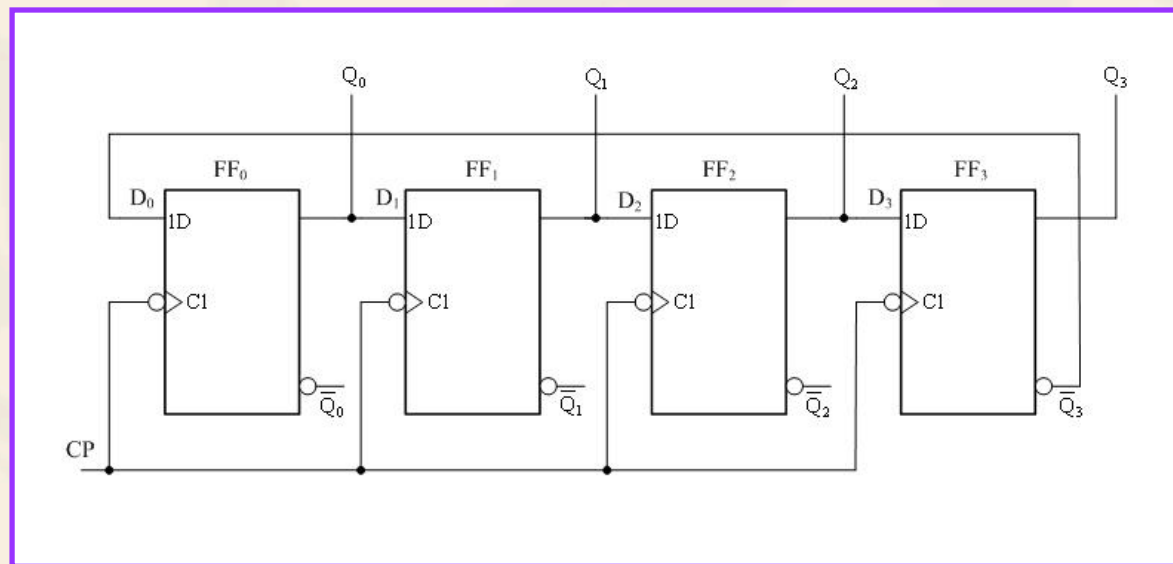 Q₀ Q₁ Q₂ Q₃
FF₀ FF₁ FF₂ FF₃
D₀ D₁ D₂ D₃
1D 1D 1D 1D
C1 C1 C1 C1
Q̅₀ Q̅₁ Q̅₂ Q̅₃
CP